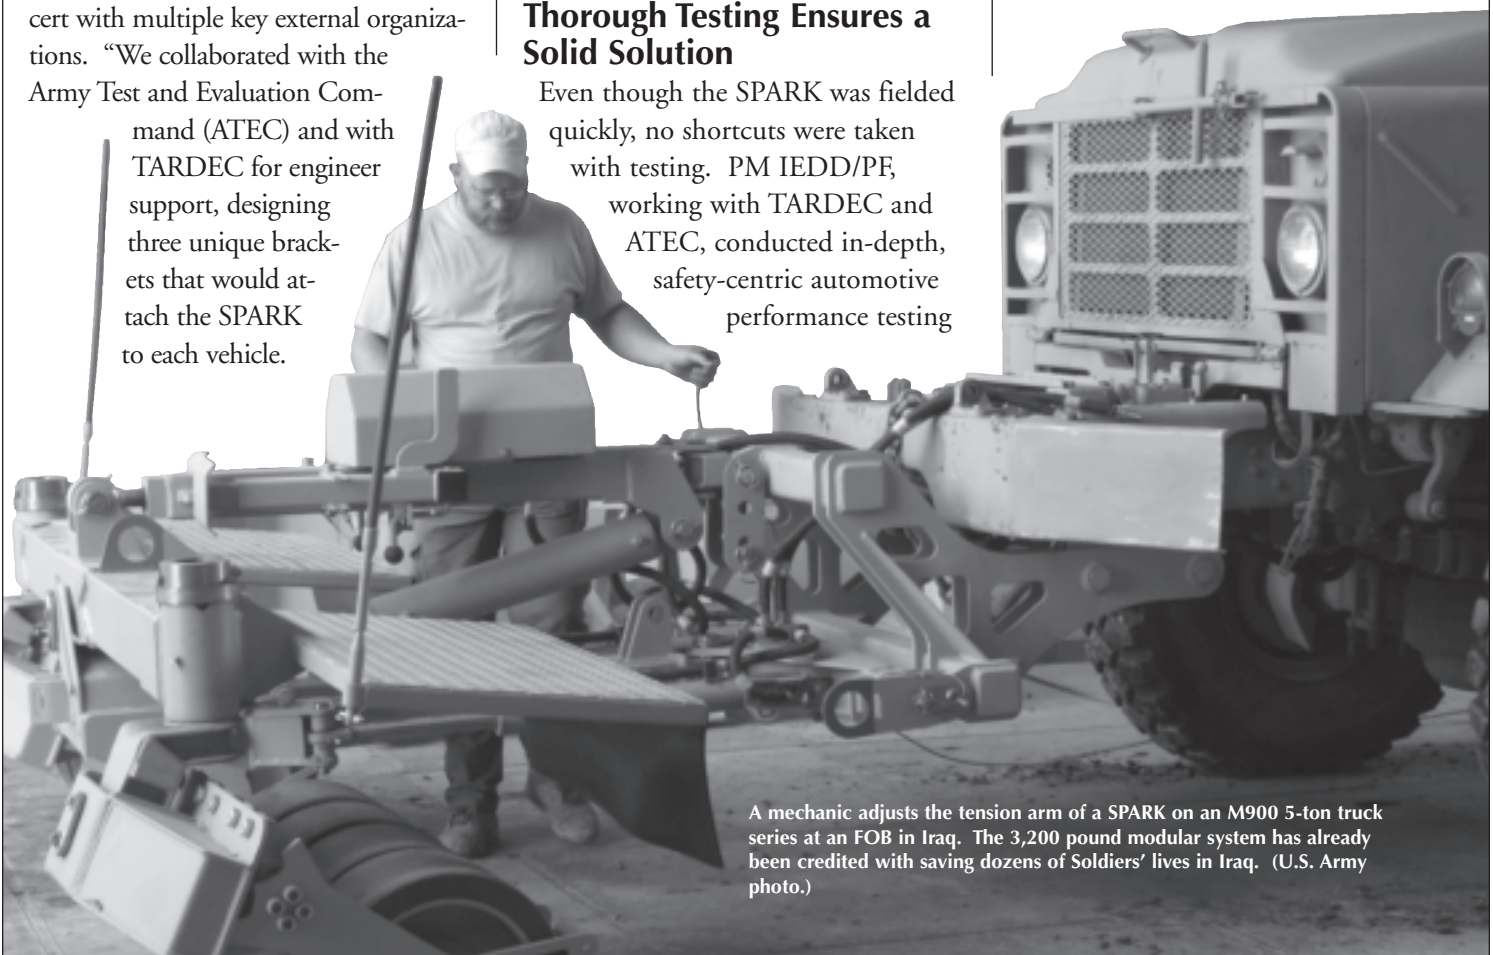 cert with multiple key external organiza-
tions.  “We collaborated with the
Army Test and Evaluation Com-
mand (ATEC) and with
TARDEC for engineer
support, designing
three unique brack-
ets that would at-
tach the SPARK
to each vehicle.
Thorough Testing Ensures a
Solid Solution
Even though the SPARK was fielded
quickly, no shortcuts were taken
with testing.  PM IEDD/PF,
working with TARDEC and
ATEC, conducted in-depth,
safety-centric automotive
performance testing
A mechanic adjusts the tension arm of a SPARK on an M900 5-ton truck
series at an FOB in Iraq.  The 3,200 pound modular system has already
been credited with saving dozens of Soldiers’ lives in Iraq.  (U.S. Army
photo.)